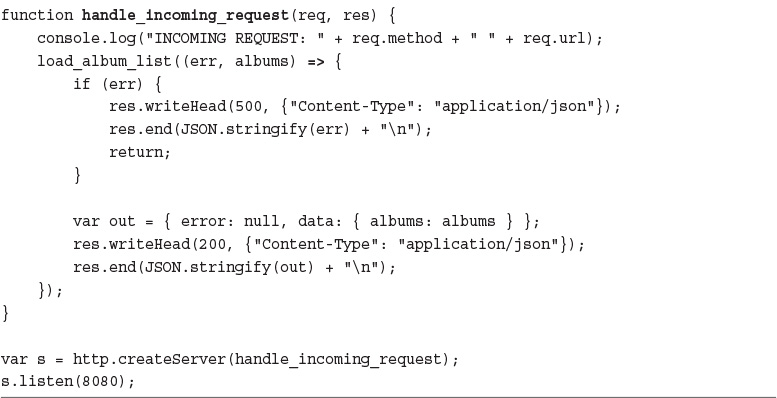 function handle_incoming_request(req, res) {
    console.log("INCOMING REQUEST: " + req.method + " " + req.url);
    load_album_list((err, albums) => {
        if (err) {
            res.writeHead(500, {"Content-Type": "application/json"});
            res.end(JSON.stringify(err) + "\n");
            return;
        }

        var out = { error: null, data: { albums: albums } };
        res.writeHead(200, {"Content-Type": "application/json"});
        res.end(JSON.stringify(out) + "\n");
    });
}

var s = http.createServer(handle_incoming_request);
s.listen(8080);